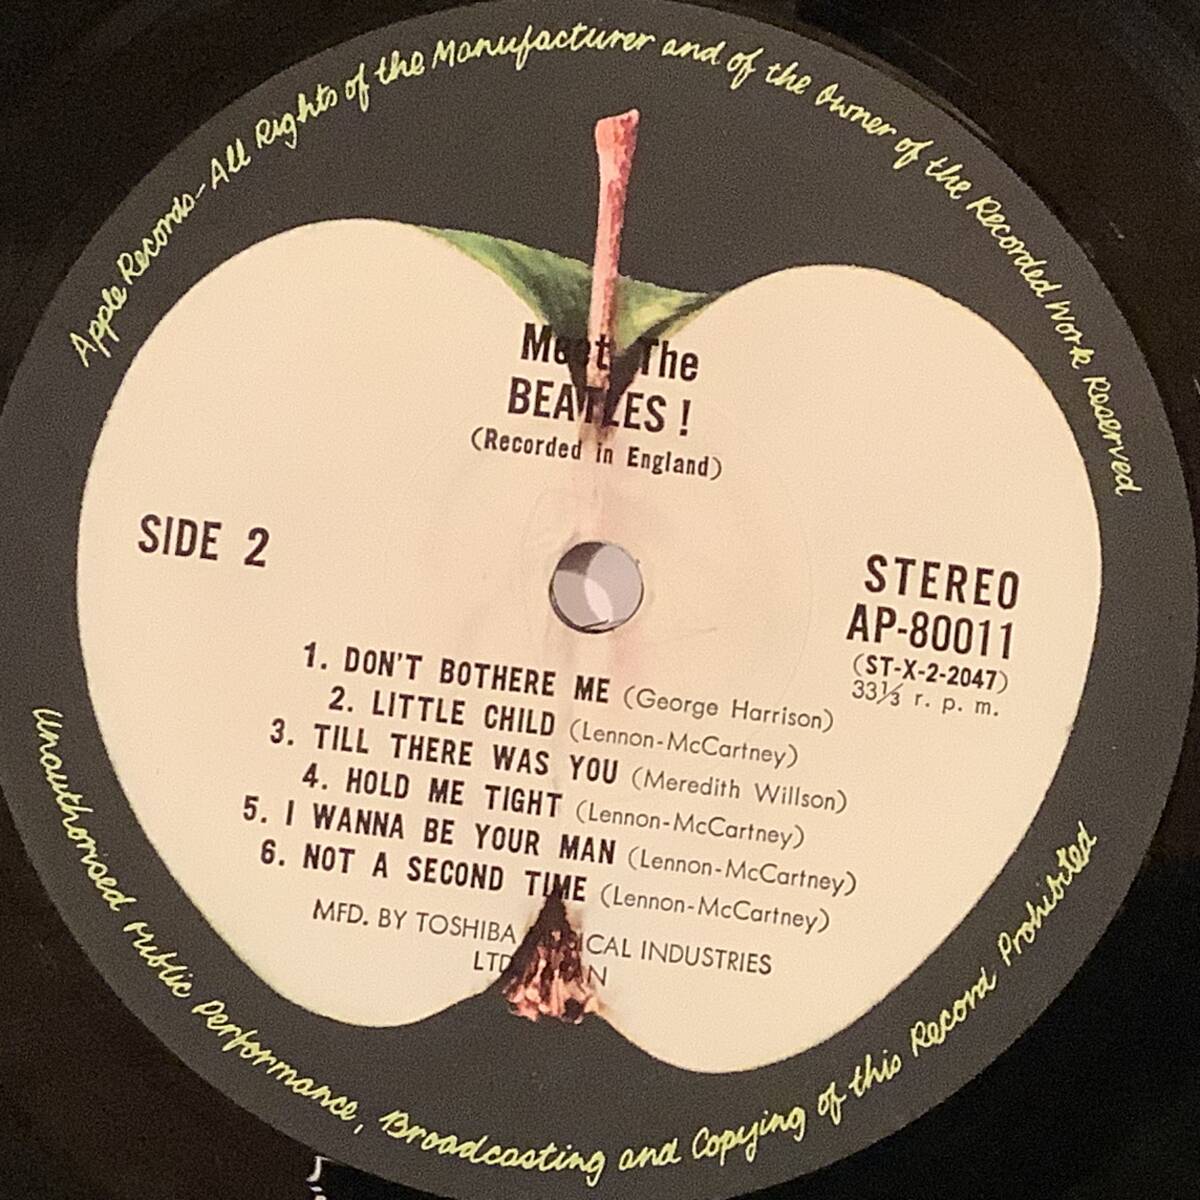 Apple Records-All Rights of the Manufacturer and of the Owner of the Recorded Work Reserved
Meet The
BEATLES !
(Recorded in England)
SIDE 2
STEREO
AP-80011
(ST-X-2-2047)
33⅓ r. p. m.
1. DON'T BOTHERE ME (George Harrison)
2. LITTLE CHILD (Lennon-McCartney)
3. TILL THERE WAS YOU (Meredith Willson)
4. HOLD ME TIGHT (Lennon-McCartney)
5. I WANNA BE YOUR MAN (Lennon-McCartney)
6. NOT A SECOND TIME (Lennon-McCartney)
MFD. BY TOSHIBA MUSICAL INDUSTRIES
LTD. JAPAN
Unauthorised Public Performance, Broadcasting and Copying of this Record Prohibited